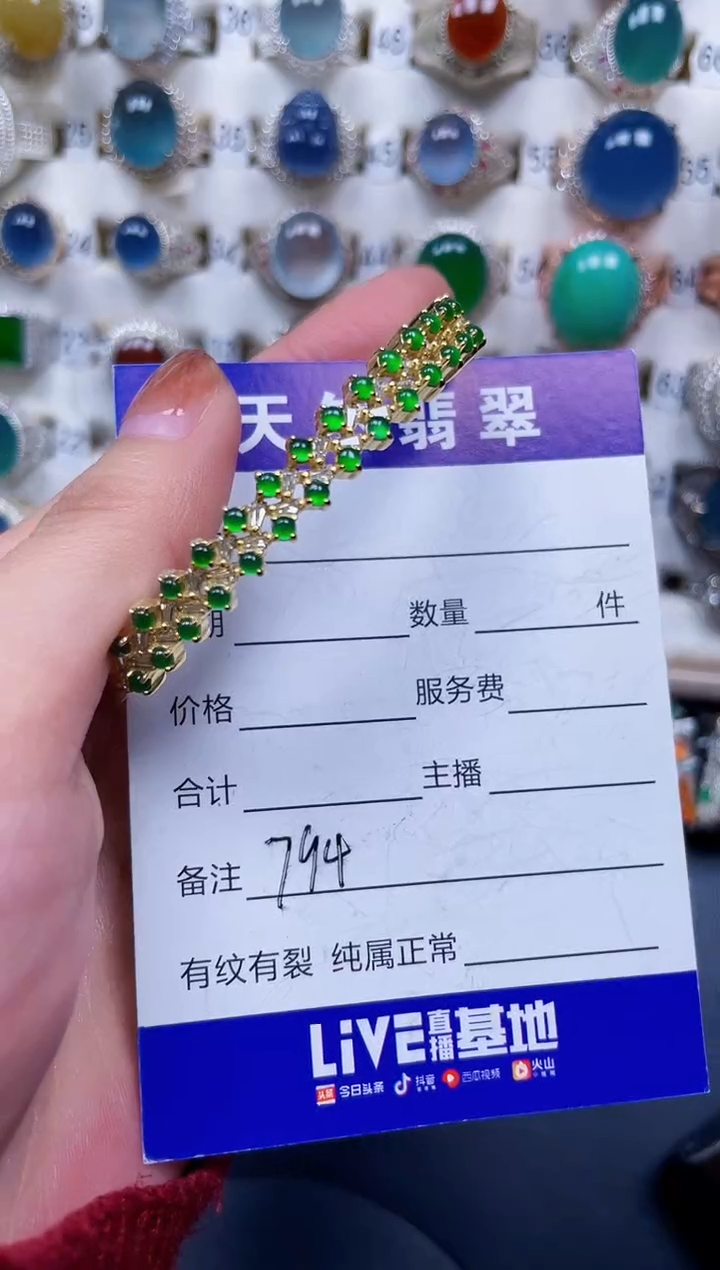 天然翡翠
数量 件
价格 服务费
合计 主播
备注 794
有纹有裂 纯属正常
LiVE直播基地
头条 今日头条 抖音 西瓜视频 火山